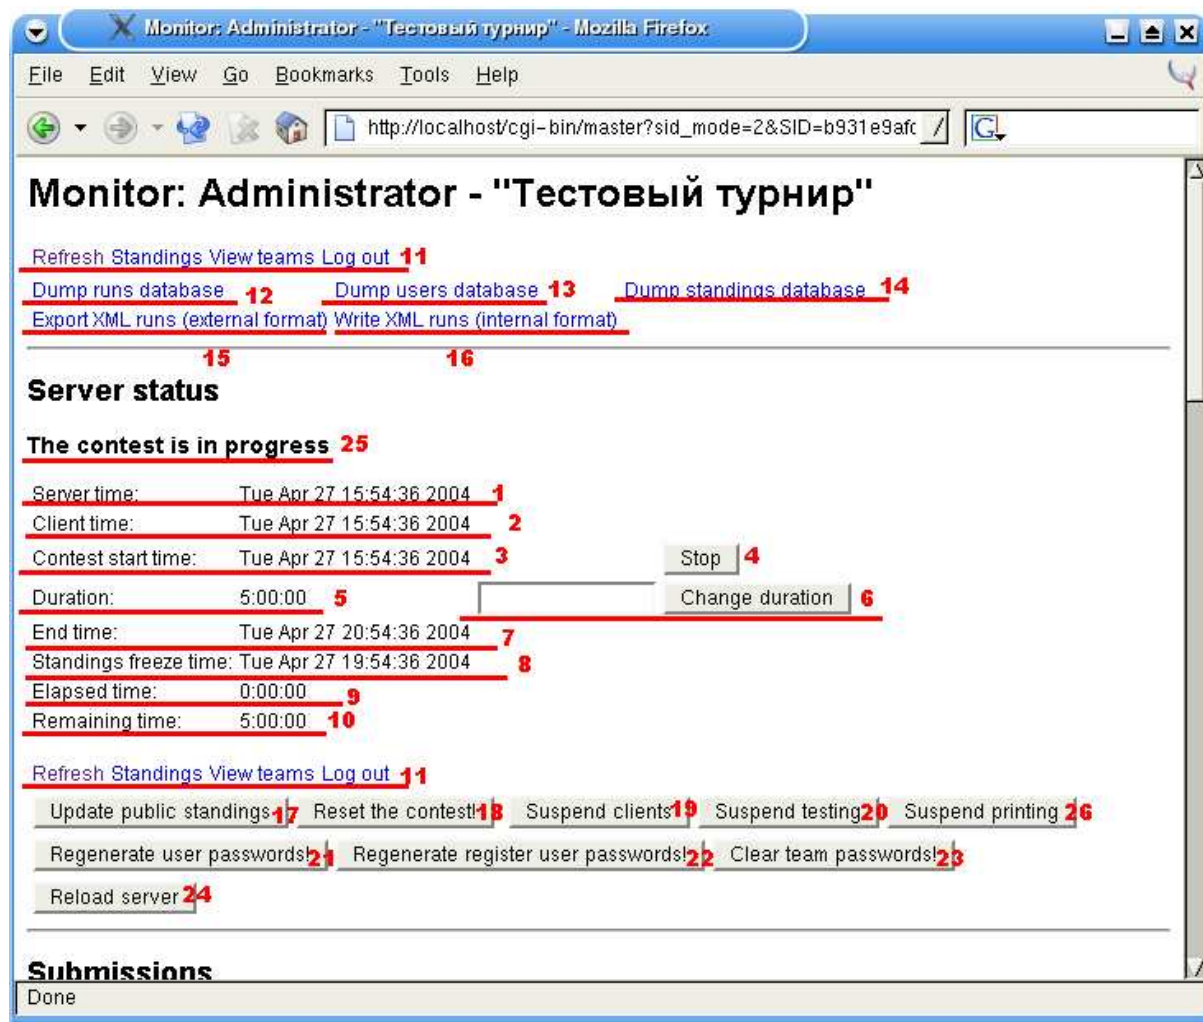 Monitor: Administrator - "Тестовый турнир" - Mozilla Firefox
File Edit View Go Bookmarks Tools Help
http://localhost/cgi-bin/master?sid_mode=2&SID=b931e9afc
Monitor: Administrator - "Тестовый турнир"
Refresh Standings View teams Log out 11
Dump runs database 12 Dump users database 13 Dump standings database 14
Export XML runs (external format) Write XML runs (internal format)
15 16
Server status
The contest is in progress 25
Server time: Tue Apr 27 15:54:36 2004 1
Client time: Tue Apr 27 15:54:36 2004 2
Contest start time: Tue Apr 27 15:54:36 2004 3 Stop 4
Duration: 5:00:00 5 Change duration 6
End time: Tue Apr 27 20:54:36 2004 7
Standings freeze time: Tue Apr 27 19:54:36 2004 8
Elapsed time: 0:00:00 9
Remaining time: 5:00:00 10
Refresh Standings View teams Log out 11
Update public standings 17 Reset the contest! 18 Suspend clients 19 Suspend testing 20 Suspend printing 26
Regenerate user passwords! 21 Regenerate register user passwords! 22 Clear team passwords! 23
Reload server 24
Submissions
Done